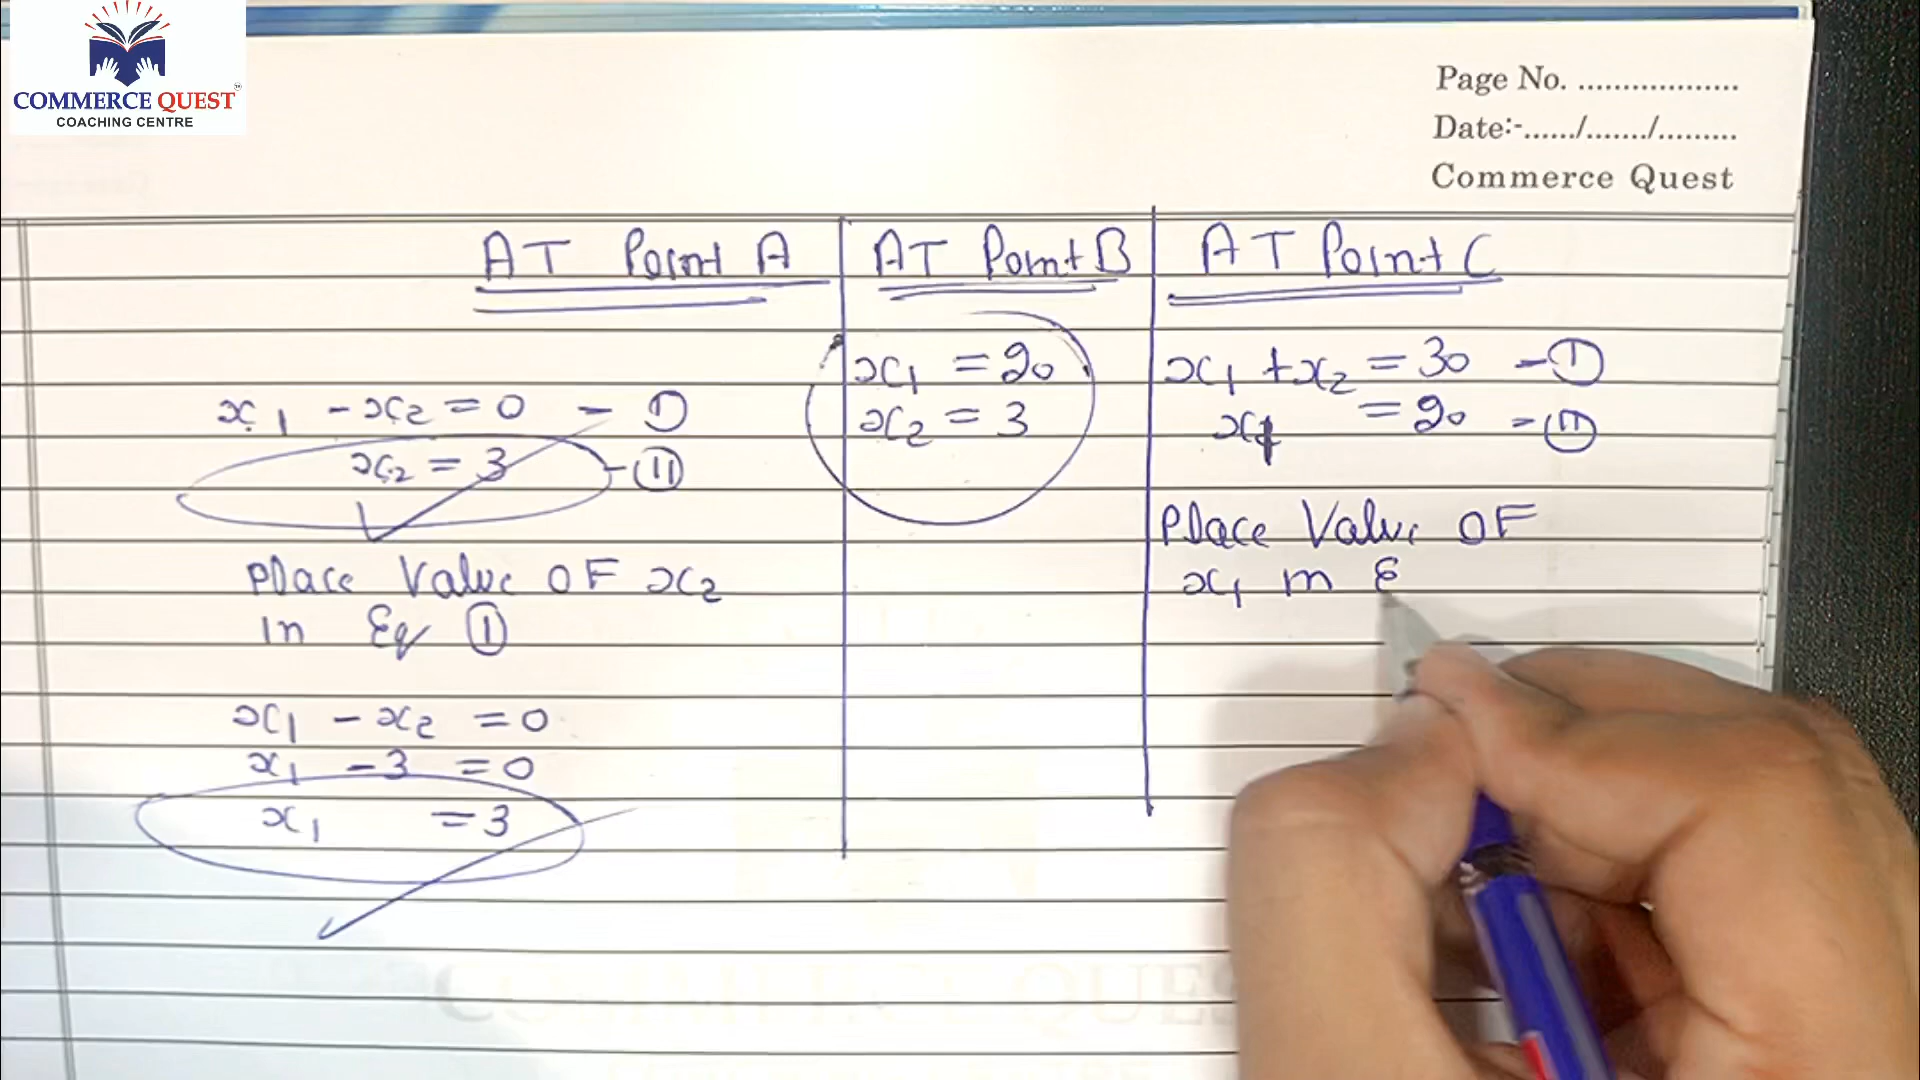 COMMERCE QUEST
COACHING CENTRE
Page No. ..................
Date:-....../......./.........
Commerce Quest
AT Point A
x₁ - x₂ = 0 - I
x₂ = 3 - II
Place Value OF x₂
in Eq I
x₁ - x₂ = 0
x₁ - 3 = 0
x₁ = 3
AT Point B
x₁ = 20
x₂ = 3
AT Point C
x₁ + x₂ = 30 - I
x₁ = 20 - II
Place Value OF
x₁ in E